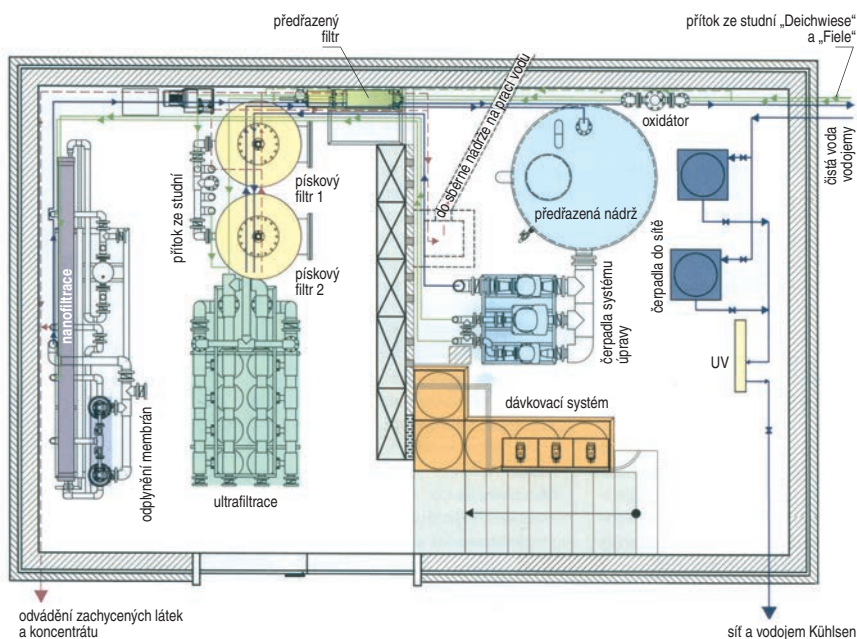 předřazený
filtr
přítok ze studní „Deichwiese“
a „Fiele“
do sběrné nádrže na prací vodu
oxidátor
čistá voda
vodojemy
přítok ze studní
pískový
filtr 1
předřazená nádrž
pískový
filtr 2
nanofiltrace
čerpadla do sítě
čerpadla systému
úpravy
UV
odplynění membrán
dávkovací systém
ultrafiltrace
odvádění zachycených látek
a koncentrátu
síť a vodojem Kühlsen